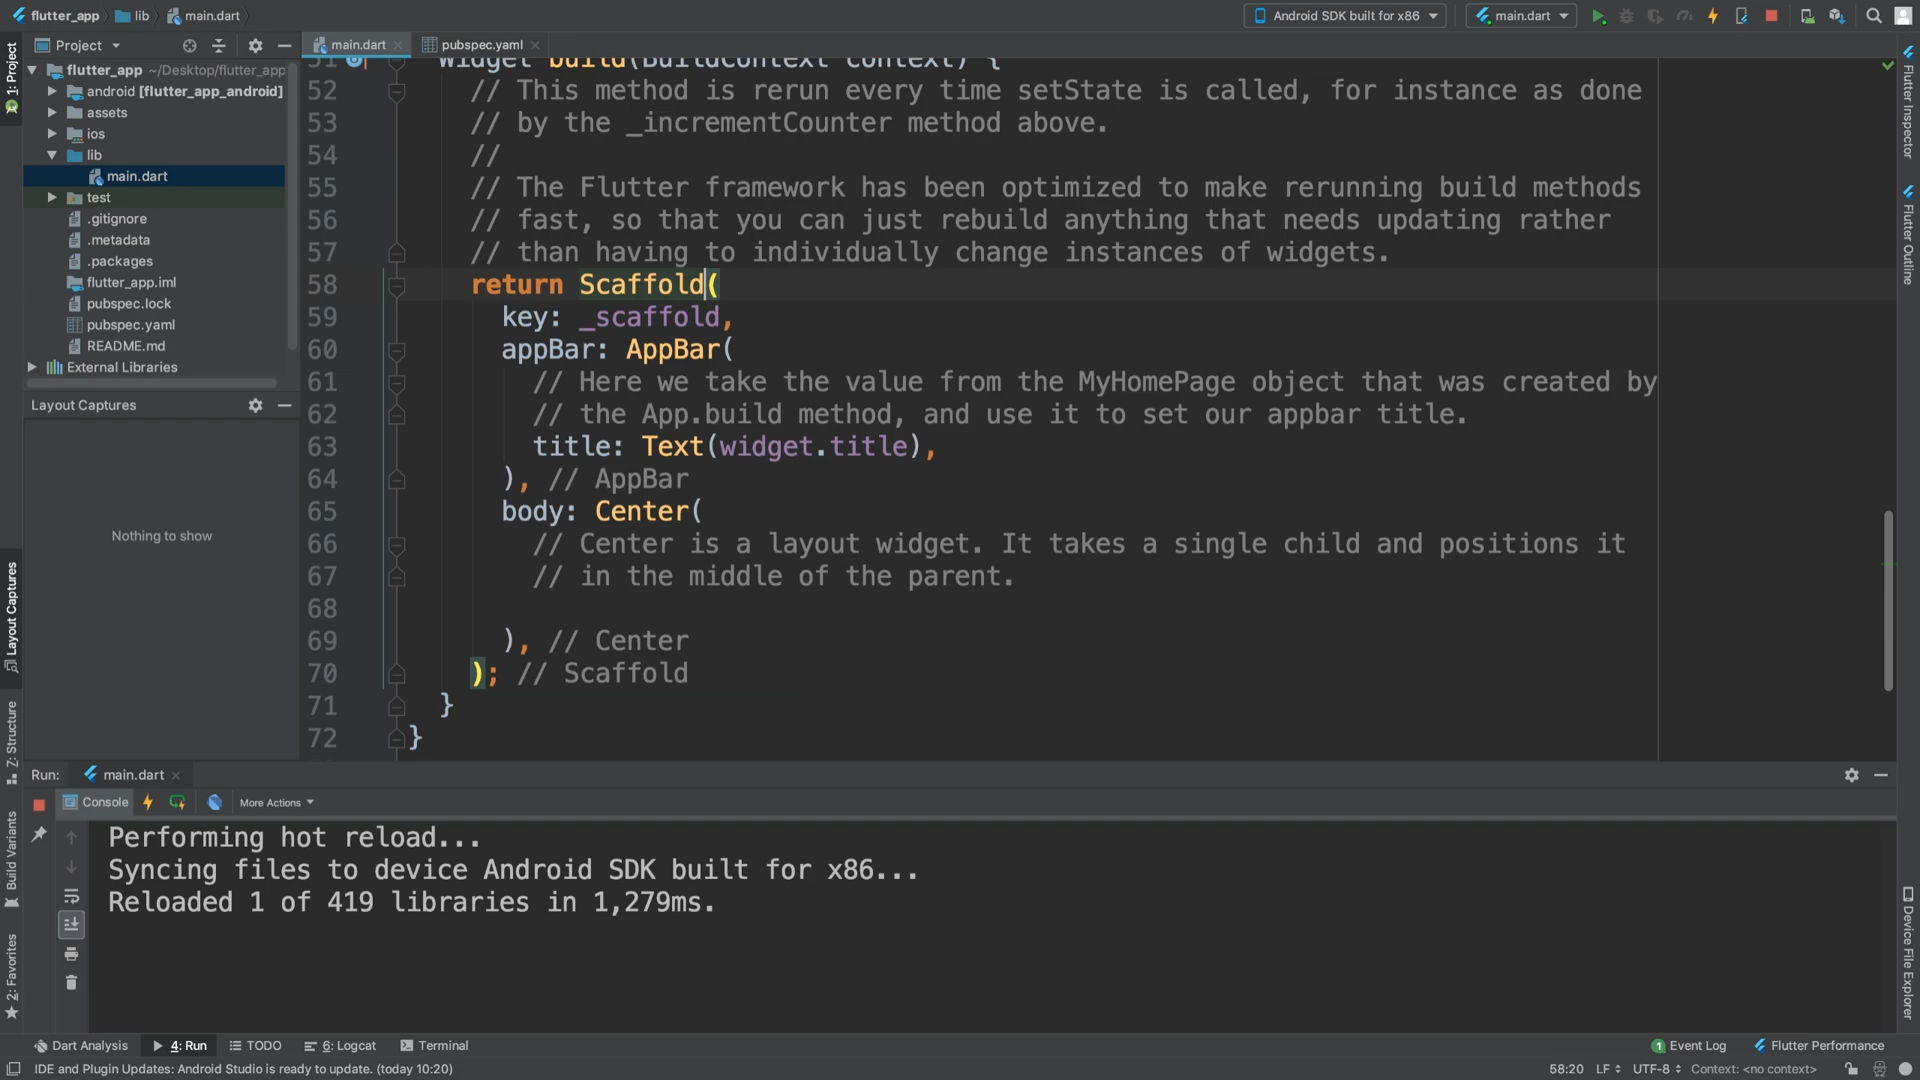 flutter_app lib main.dart
Android SDK built for x86 main.dart
Project
main.dart pubspec.yaml
flutter_app ~/Desktop/flutter_app
android [flutter_app_android]
assets
ios
lib
main.dart
test
.gitignore
.metadata
.packages
flutter_app.iml
pubspec.lock
pubspec.yaml
README.md
External Libraries
Layout Captures
Nothing to show
1: Project
Layout Captures
Z: Structure
Build Variants
2: Favorites
51 Widget build(BuildContext context) {
52 // This method is rerun every time setState is called, for instance as done
53 // by the _incrementCounter method above.
54 //
55 // The Flutter framework has been optimized to make rerunning build methods
56 // fast, so that you can just rebuild anything that needs updating rather
57 // than having to individually change instances of widgets.
58 return Scaffold(
59 key: _scaffold,
60 appBar: AppBar(
61 // Here we take the value from the MyHomePage object that was created by
62 // the App.build method, and use it to set our appbar title.
63 title: Text(widget.title),
64 ), // AppBar
65 body: Center(
66 // Center is a layout widget. It takes a single child and positions it
67 // in the middle of the parent.
68
69 ), // Center
70 ); // Scaffold
71 }
72 }
Flutter Inspector
Flutter Outline
Device File Explorer
Run: main.dart
Console More Actions
Performing hot reload...
Syncing files to device Android SDK built for x86...
Reloaded 1 of 419 libraries in 1,279ms.
Dart Analysis 4: Run TODO 6: Logcat Terminal 1 Event Log Flutter Performance
IDE and Plugin Updates: Android Studio is ready to update. (today 10:20) 58:20 LF UTF-8 Context: <no context>